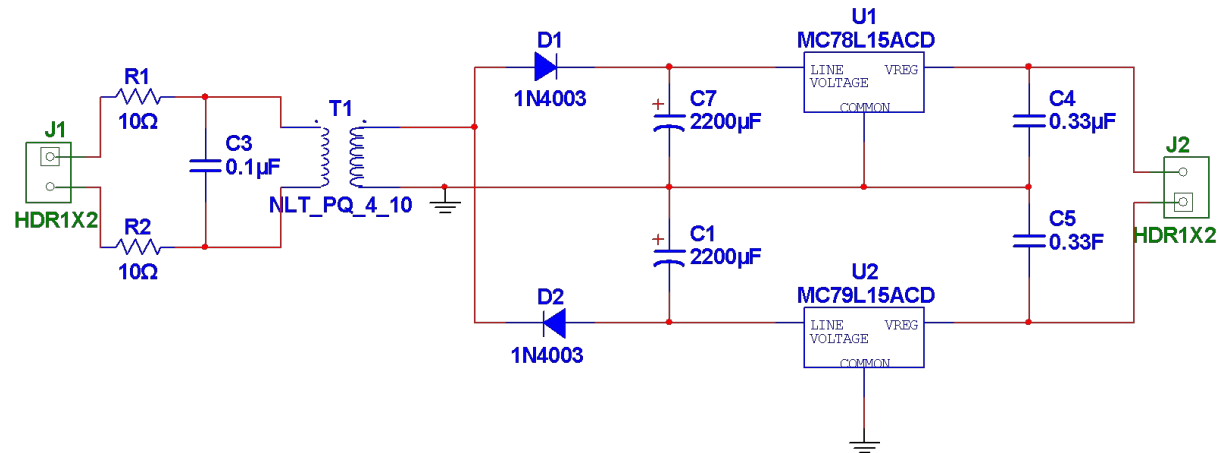 U1
MC78L15ACD
LINE
VOLTAGE
VREG
COMMON
D1
1N4003
R1
10Ω
J1
HDR1X2
C3
0.1µF
T1
NLT_PQ_4_10
R2
10Ω
+
C7
2200µF
C4
0.33µF
J2
HDR1X2
+
C1
2200µF
C5
0.33F
D2
1N4003
U2
MC79L15ACD
LINE
VOLTAGE
VREG
COMMON